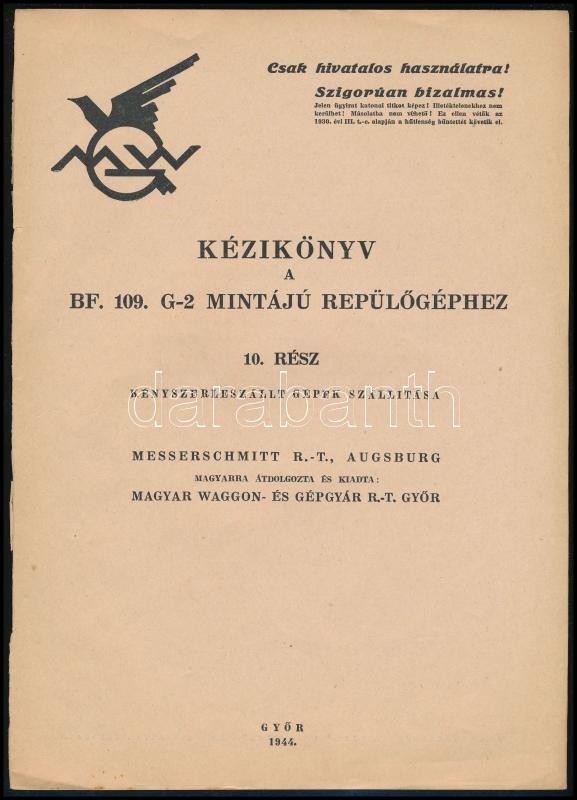 Csak hivatalos használatra!
Szigorúan bizalmas!
Jelen ügyirat katonai titkot képez! Illetéktelenekhez nem
kerülhet! Másolatba nem vehető! Ez ellen vétők az
1930. évi III. t.-c. alapján a hűtlenség bűntettét követik el.
MWG
KÉZIKÖNYV
A
BF. 109. G-2 MINTÁJÚ REPÜLŐGÉPHEZ
10. RÉSZ
KÉNYSZERLESZÁLLT GÉPEK SZÁLLÍTÁSA
darabanth
MESSERSCHMITT R.-T., AUGSBURG
MAGYARRA ÁTDOLGOZTA ÉS KIADTA:
MAGYAR WAGGON- ÉS GÉPGYÁR R.-T. GYŐR
GYŐR
1944.